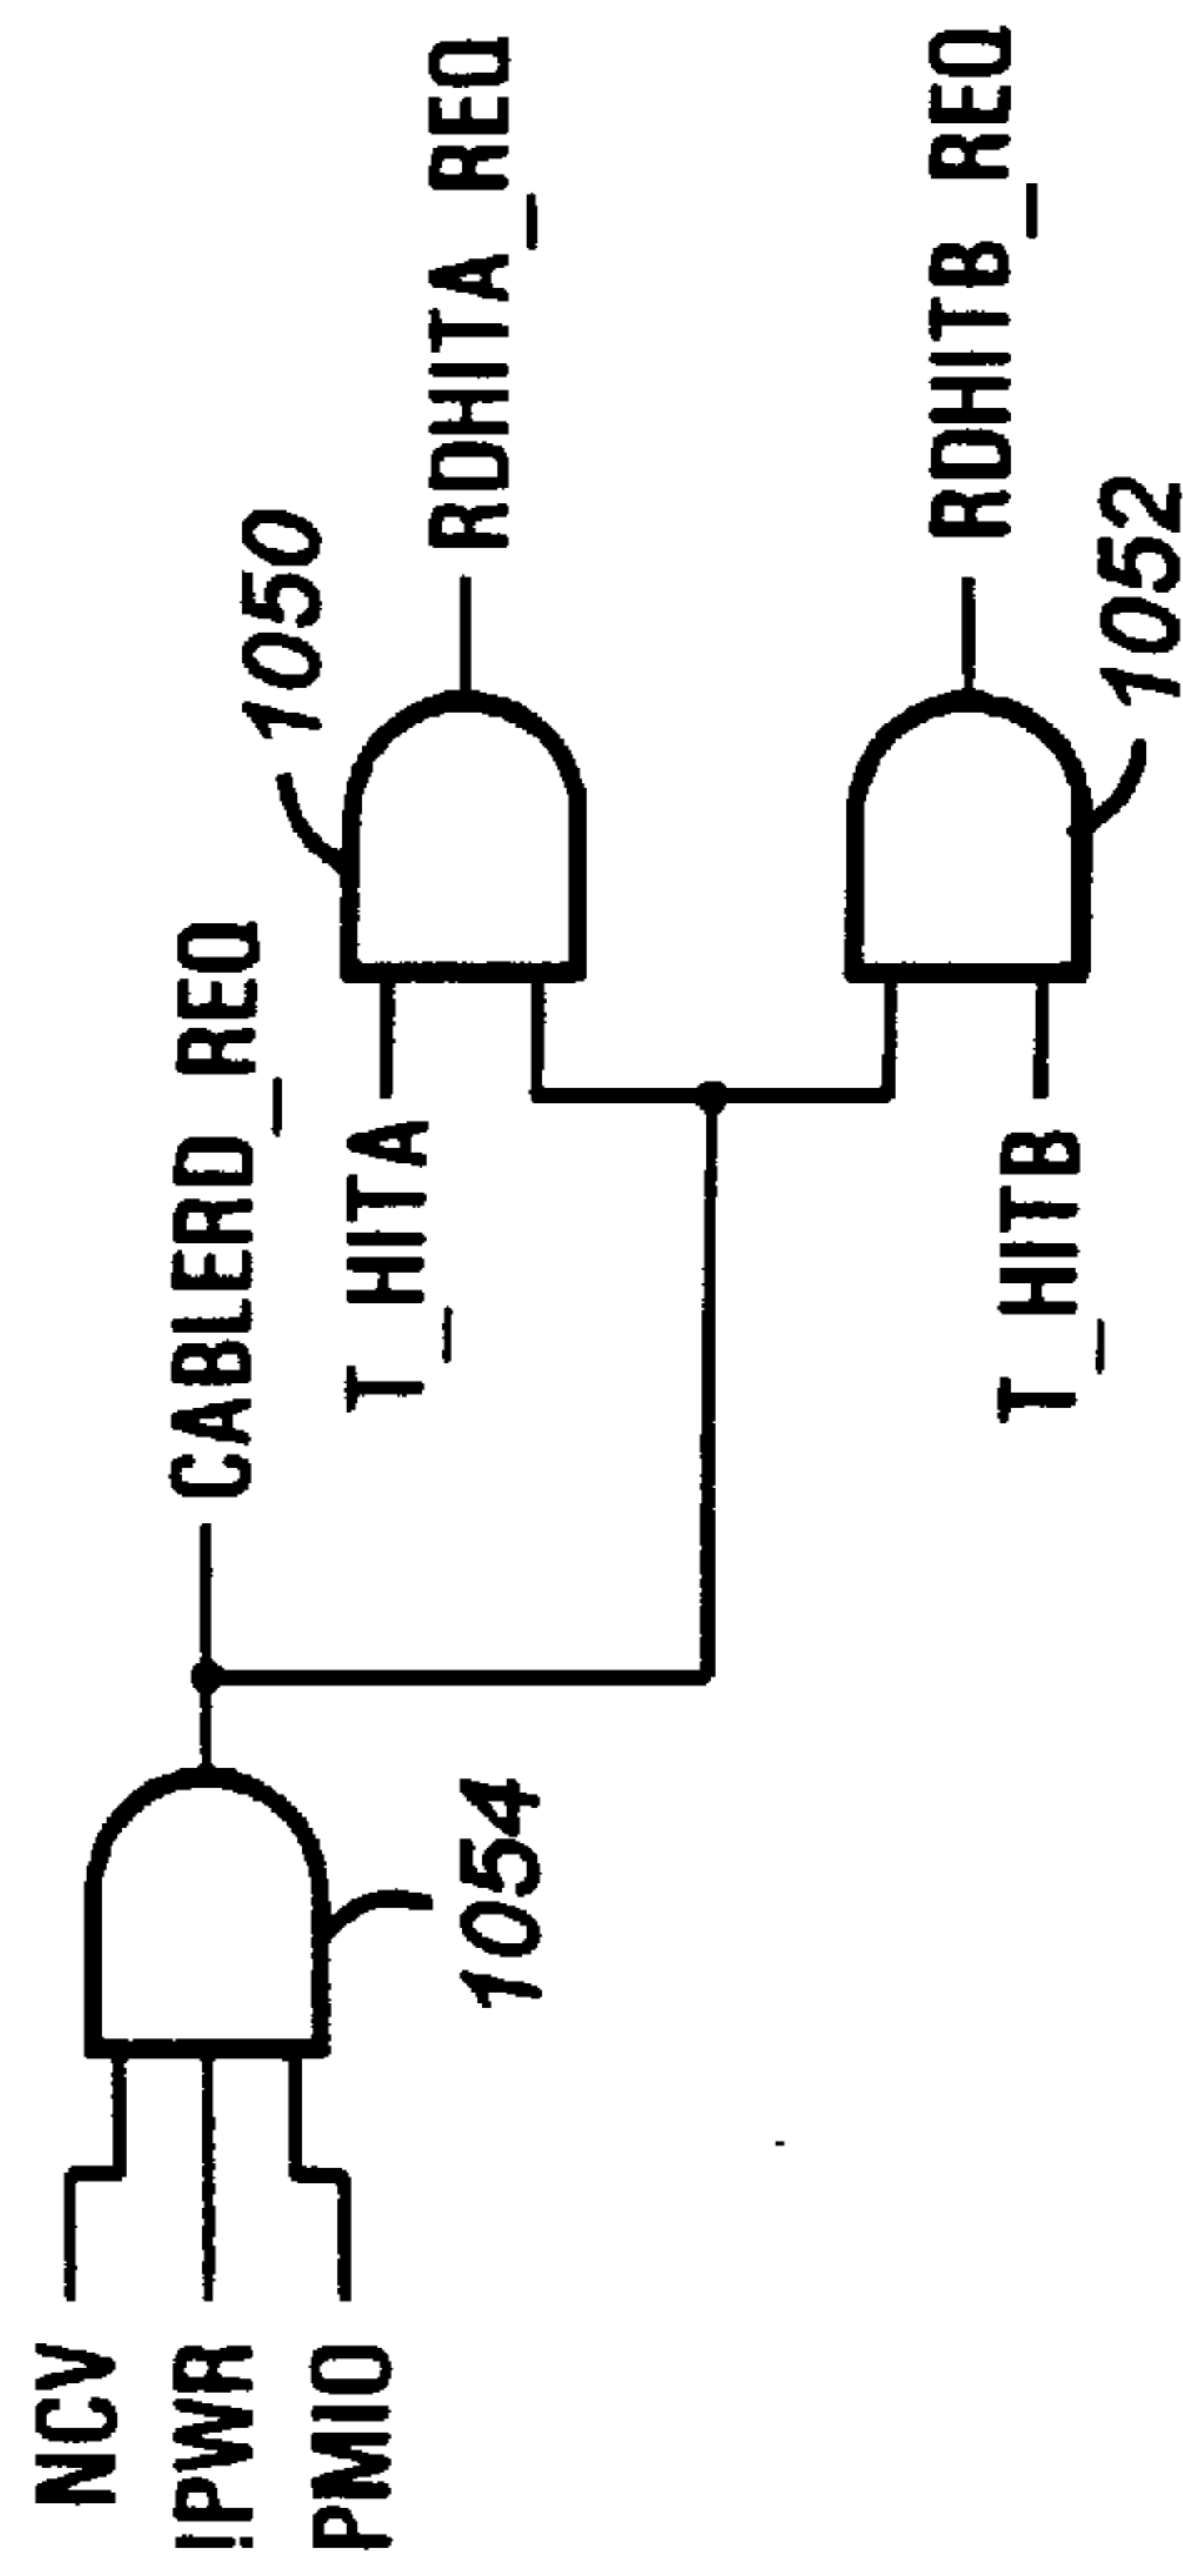 NCV
!PWR
PMIO
1054
CABLERD_REQ
T_HITA
1050
RDHITA_REQ
T_HITB
RDHITB_REQ
1052